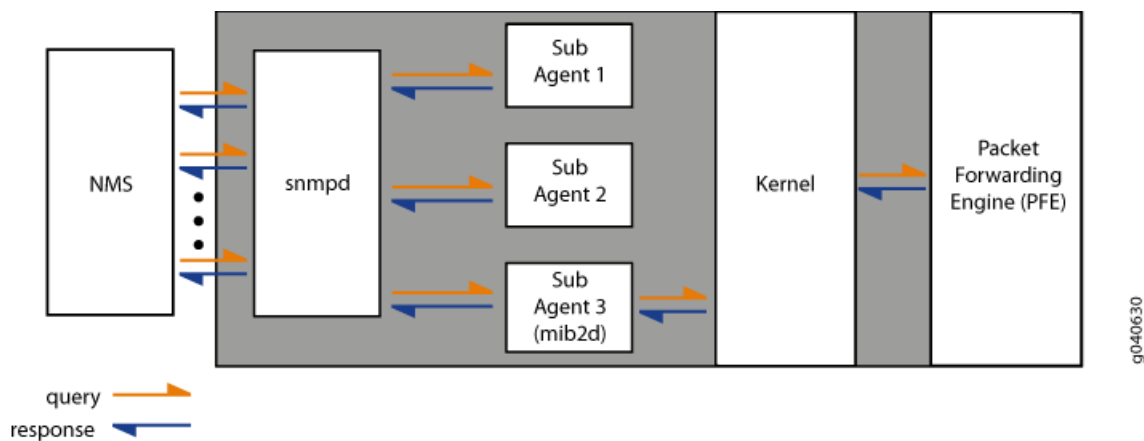 NMS
snmpd
Sub
Agent 1
Sub
Agent 2
Sub
Agent 3
(mib2d)
Kernel
Packet
Forwarding
Engine (PFE)
g040630
query
response